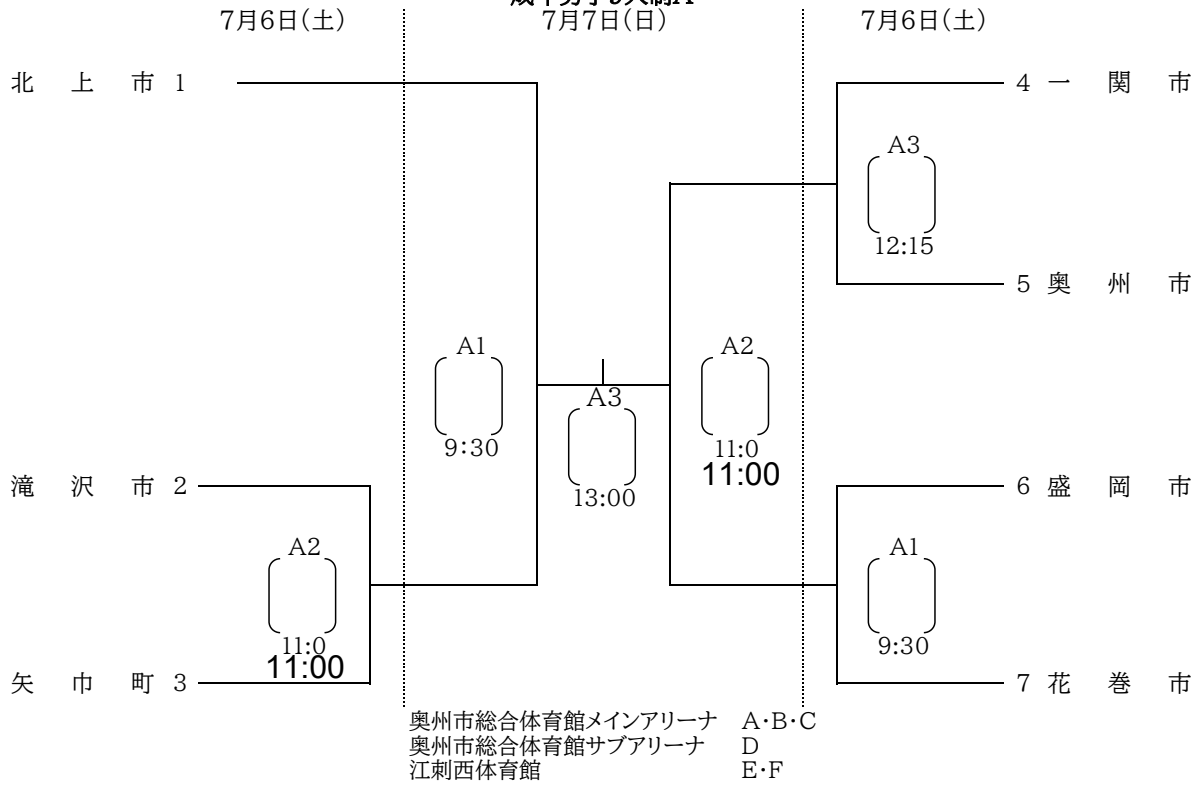 7月6日(土) 7月7日(日) 7月6日(土)
北上市 1 4 一関市
A3
12:15
5 奥州市
A1 A2
A3
9:30 11:0
11:00
13:00
滝沢市 2 6 盛岡市
A2 A1
11:0 9:30
11:00
矢巾町 3 7 花巻市
奥州市総合体育館メインアリーナ A・B・C
奥州市総合体育館サブアリーナ D
江刺西体育館 E・F